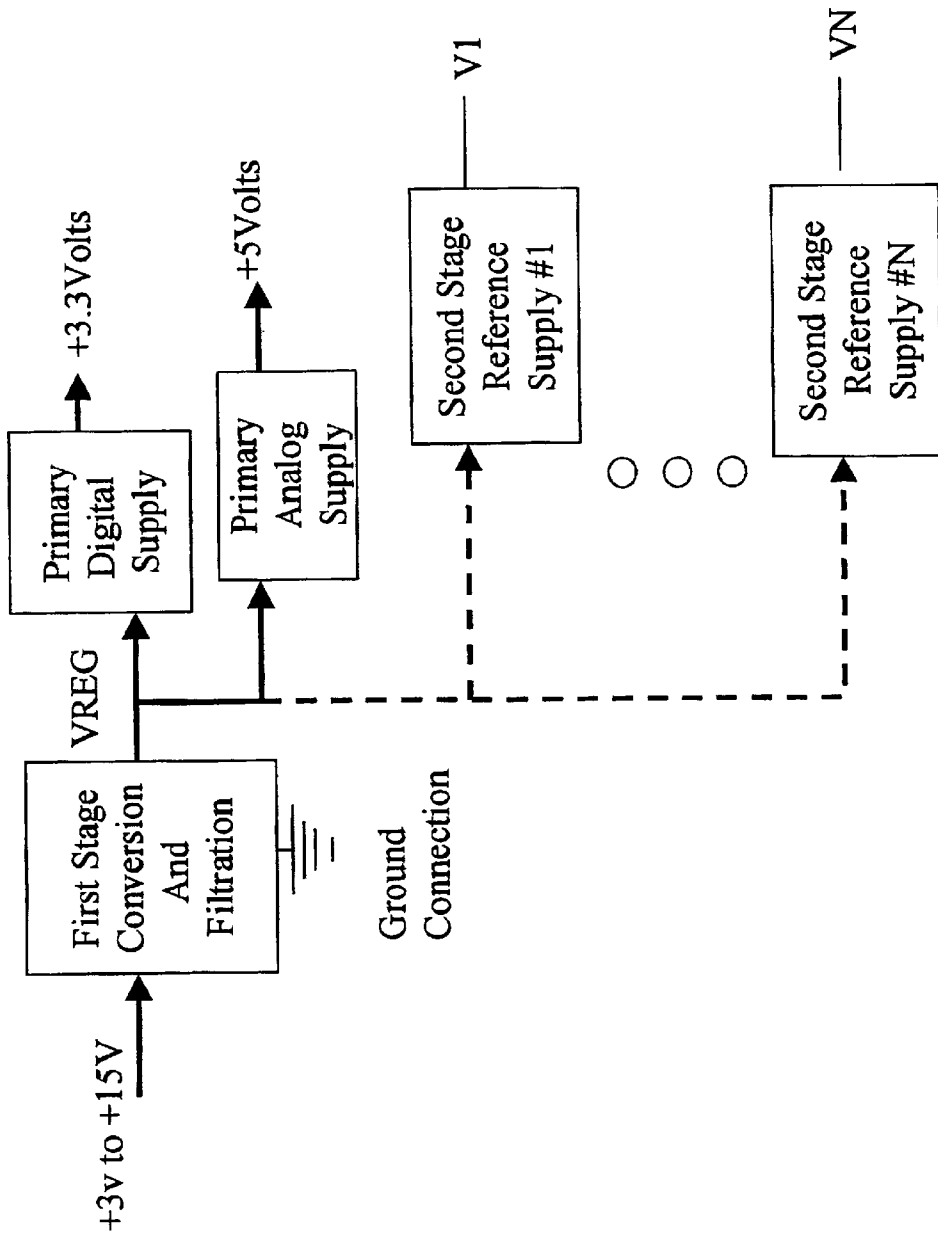 +3v to +15V
First Stage
Conversion
And
Filtration
Ground
Connection
VREG
Primary
Digital
Supply
+3.3Volts
Primary
Analog
Supply
+5Volts
Second Stage
Reference
Supply #1
V1
Second Stage
Reference
Supply #N
VN